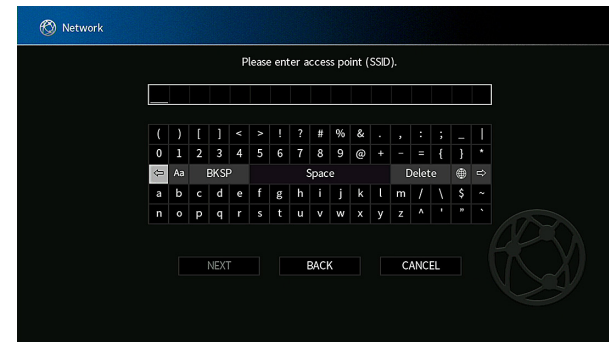 Network
Please enter access point (SSID).
( ) [ ] < > ! ? # % & . , : ; _ |
0 1 2 3 4 5 6 7 8 9 @ + - = { } *
⇦ Aa BKSP Space Delete ⇨
a b c d e f g h i j k l m / \ $ ~
n o p q r s t u v w x y z ^ ' " `
NEXT BACK CANCEL